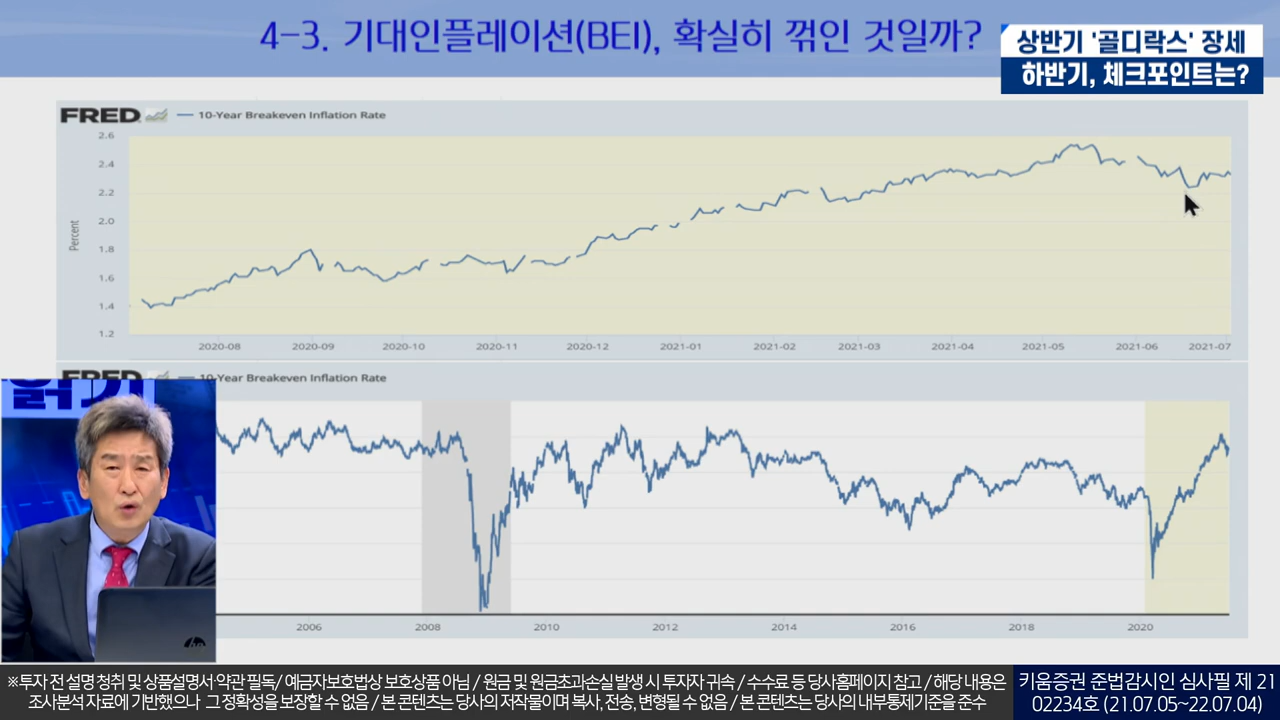 4-3. 기대인플레이션(BEI), 확실히 꺾인 것일까?
상반기 '골디락스' 장세
하반기, 체크포인트는?
FRED 10-Year Breakeven Inflation Rate
2.6
2.4
2.2
2.0
1.8
1.6
1.4
1.2
Percent
2020-08 2020-09 2020-10 2020-11 2020-12 2021-01 2021-02 2021-03 2021-04 2021-05 2021-06 2021-07
FRED 10-Year Breakeven Inflation Rate
읽기
hp
2006 2008 2010 2012 2014 2016 2018 2020
※투자 전 설명 청취 및 상품설명서·약관 필독/ 예금자보호법상 보호상품 아님 / 원금 및 원금초과손실 발생 시 투자자 귀속 / 수수료 등 당사홈페이지 참고 / 해당 내용은
조사분석 자료에 기반했으나 그 정확성을 보장할 수 없음 / 본 콘텐츠는 당사의 저작물이며 복사, 전송, 변형될 수 없음 / 본 콘텐츠는 당사의 내부통제기준을 준수
키움증권 준법감시인 심사필 제 21
02234호 (21.07.05~22.07.04)